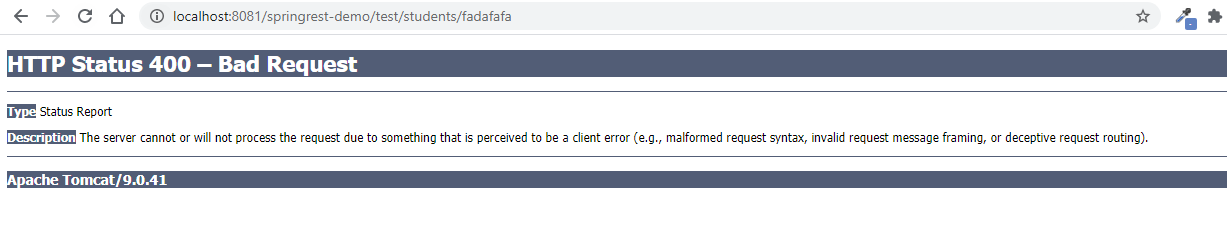 localhost:8081/springrest-demo/test/students/fadafafa
HTTP Status 400 – Bad Request
Type Status Report
Description The server cannot or will not process the request due to something that is perceived to be a client error (e.g., malformed request syntax, invalid request message framing, or deceptive request routing).
Apache Tomcat/9.0.41